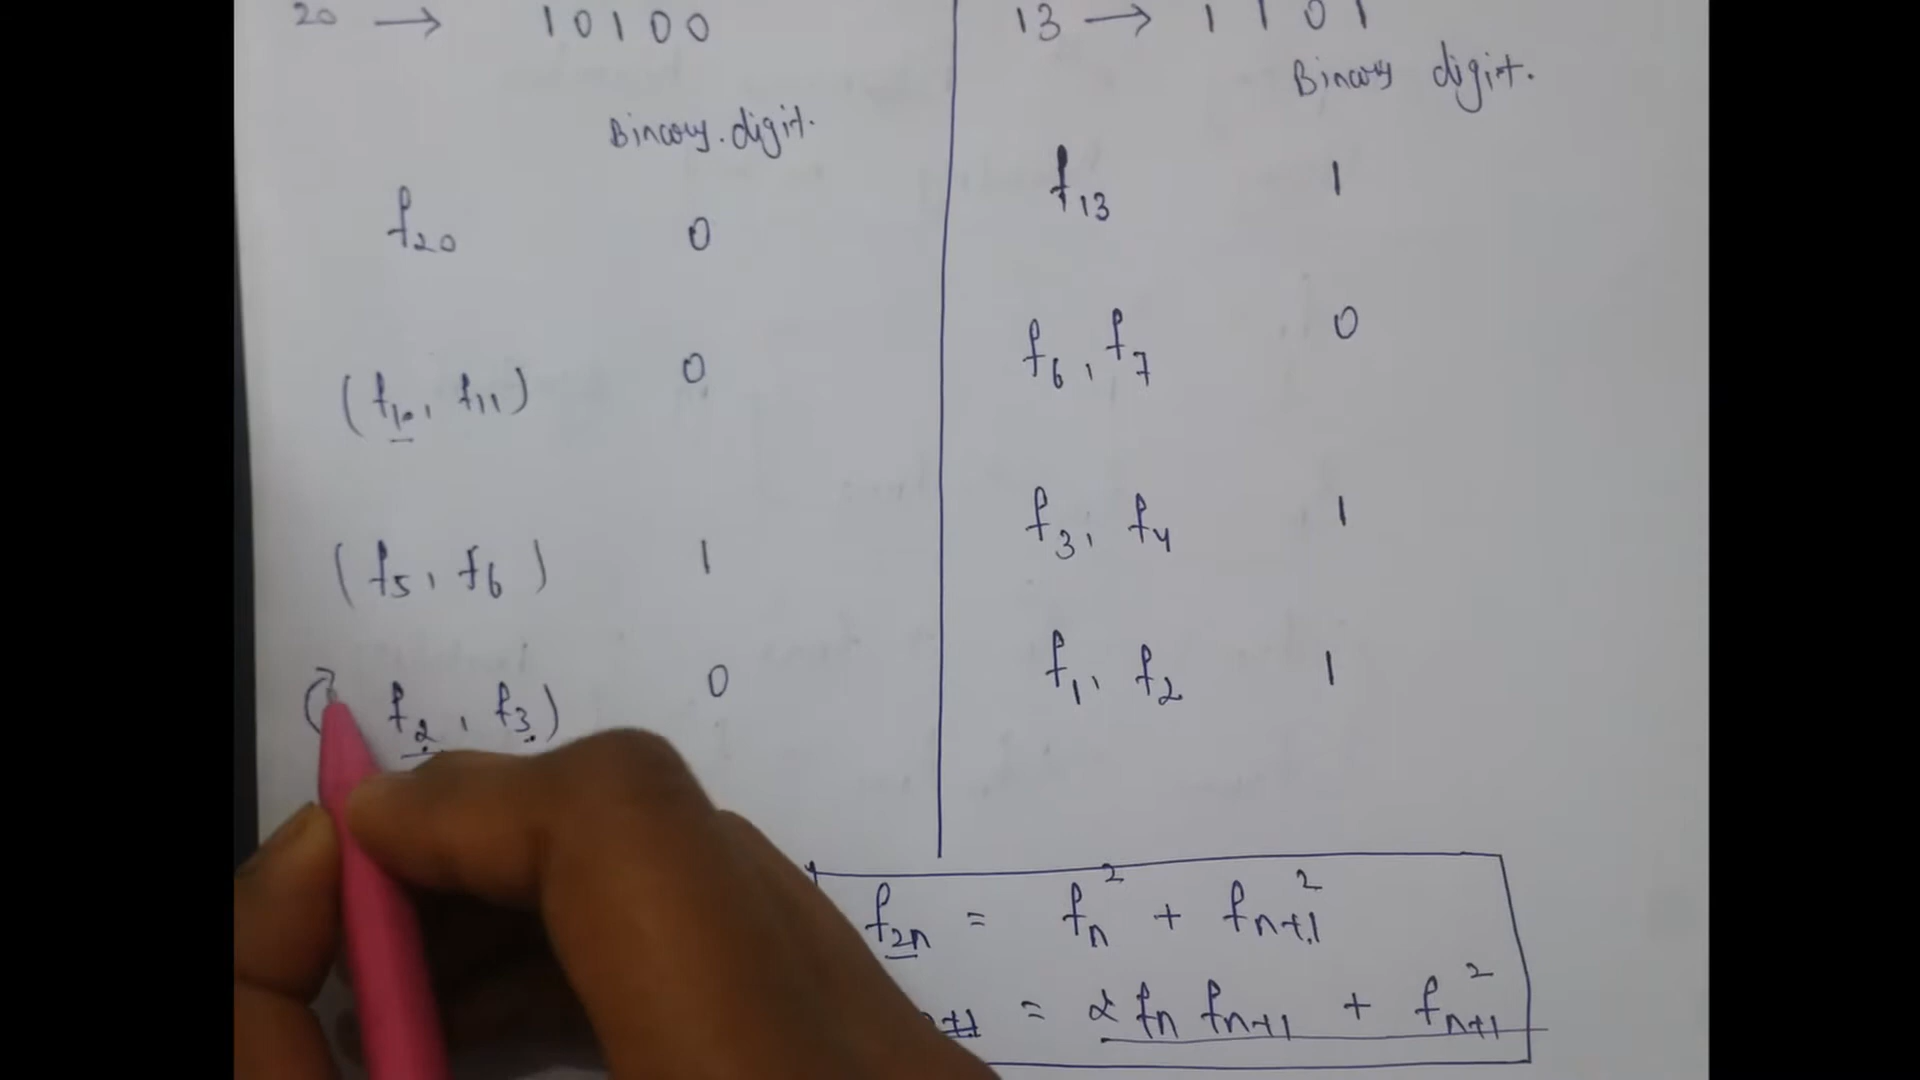 20 → 10100
Binary. digit.
f₂₀ 0
(f₁₀, f₁₁) 0
(f₅, f₆) 1
(f₂, f₃) 0
13 → 1101
Binary digit.
f₁₃ 1
f₆, f₇ 0
f₃, f₄ 1
f₁, f₂ 1
f₂ₙ = fₙ² + fₙ₊₁²
n+1 = α fₙ fₙ₊₁ + fₙ₊₁²